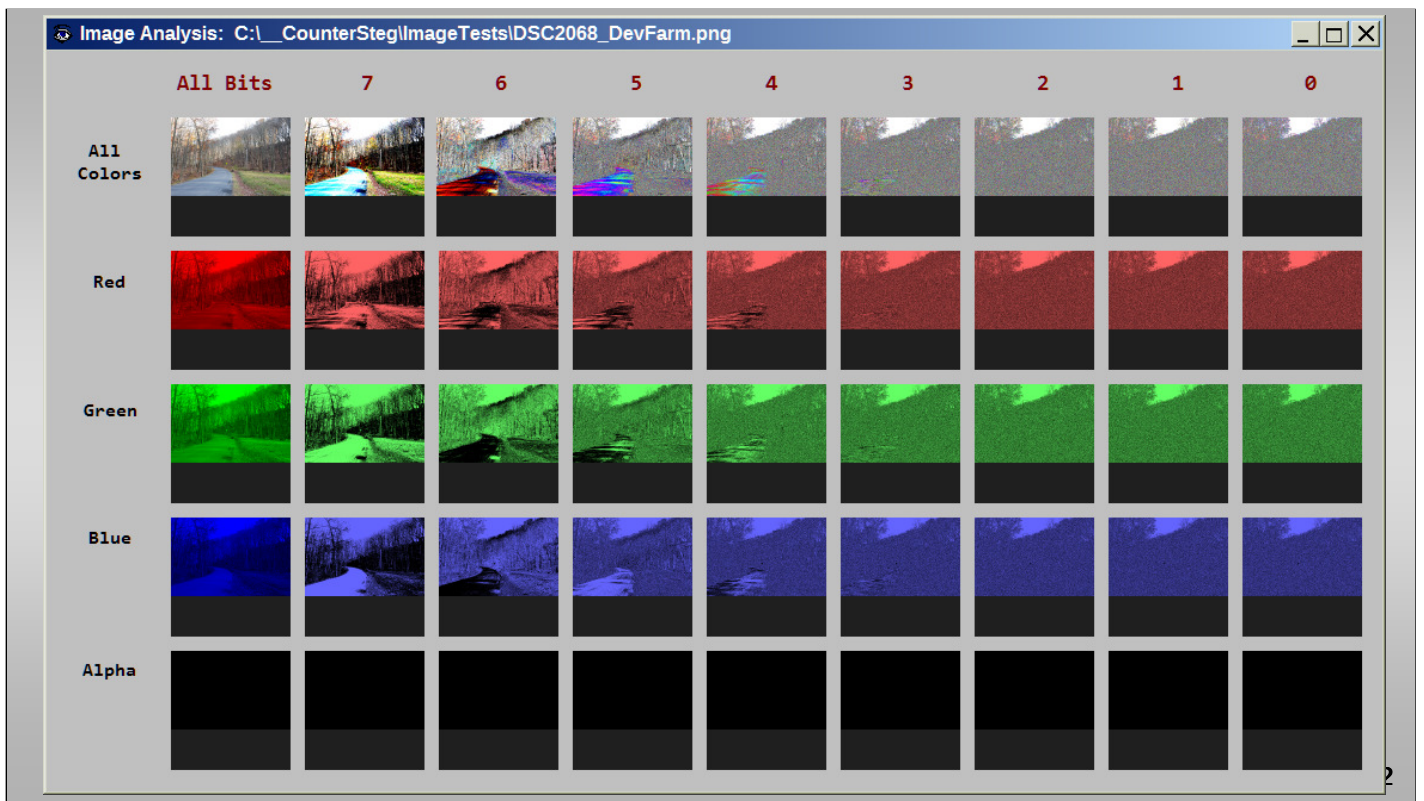 Image Analysis: C:\__CounterSteg\ImageTests\DSC2068_DevFarm.png
All Bits 7 6 5 4 3 2 1 0
All
Colors
Red
Green
Blue
Alpha
2